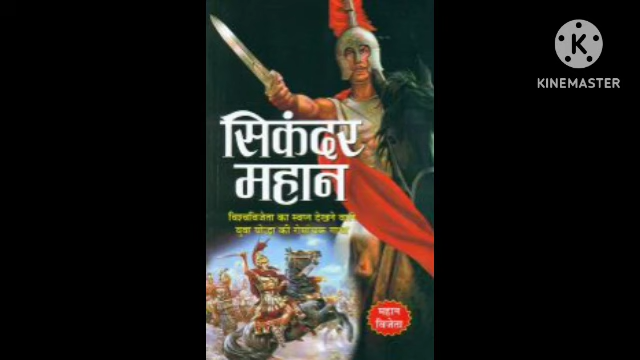 KINEMASTER
सिकंदर
महान
विश्वविजेता का स्वप्न देखने वाले
युवा योद्धा की रोमांचक
महान
विजेता